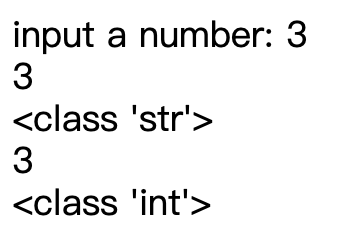 input a number: 3
3
<class 'str'>
3
<class 'int'>